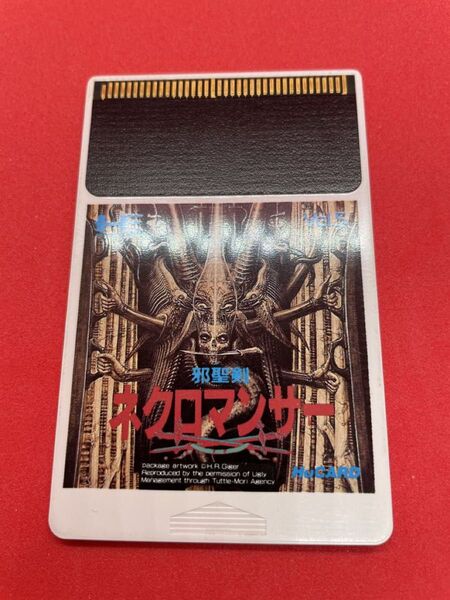 邪聖剣
ネクロマンサー
package artwork ©H.R.Giger
Reproduced by the permission of Ugly
Management through Tuttle-Mori Agency
HuCARD